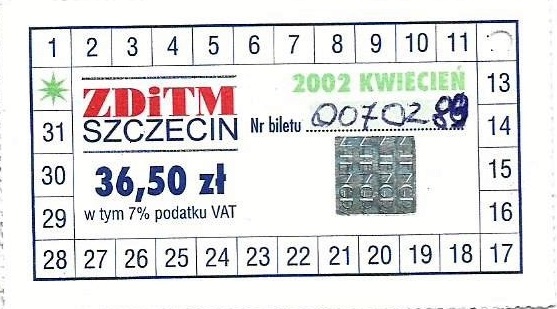 1 2 3 4 5 6 7 8 9 10 11
2002 KWIECIEŃ
13
ZDiTM
SZCZECIN
31
Nr biletu
14
30
36,50 zł
15
29
w tym 7% podatku VAT
16
28 27 26 25 24 23 22 21 20 19 18 17